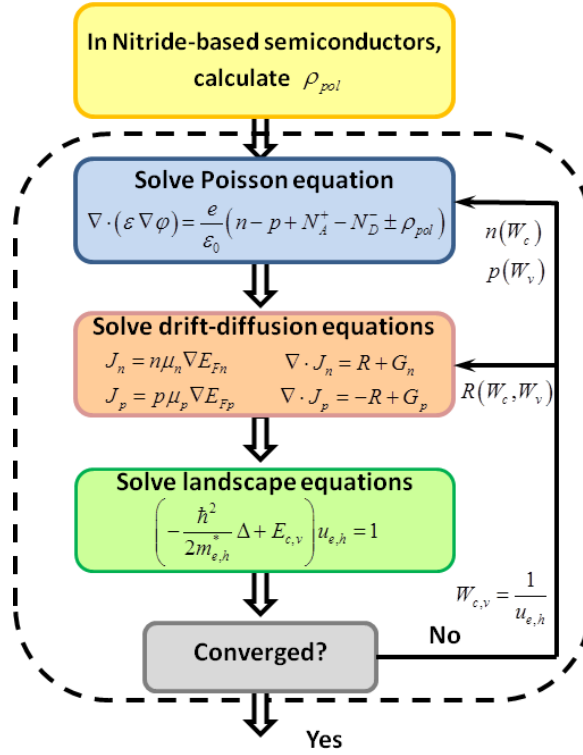 In Nitride-based semiconductors,
calculate ρ_pol
Solve Poisson equation
∇·(ε∇φ)=e/ε₀(n−p+N_A⁺−N_D⁻±ρ_pol)
n(W_c)
p(W_v)
Solve drift-diffusion equations
J_n=nμ_n∇E_Fn ∇·J_n=R+G_n
J_p=pμ_p∇E_Fp ∇·J_p=−R+G_p
R(W_c,W_v)
Solve landscape equations
(−ħ²/2m*_e,h Δ+E_c,v)u_e,h=1
W_c,v=1/u_e,h
Converged?
No
Yes